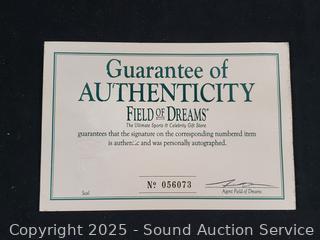 Guarantee of
AUTHENTICITY
FIELD OF DREAMS®
The Ultimate Sports & Celebrity Gift Store
guarantees that the signature on the corresponding numbered item
is authentic and was personally autographed.
Nº 056073
Seal
Agent Field of Dreams
Copyright 2025 - Sound Auction Service